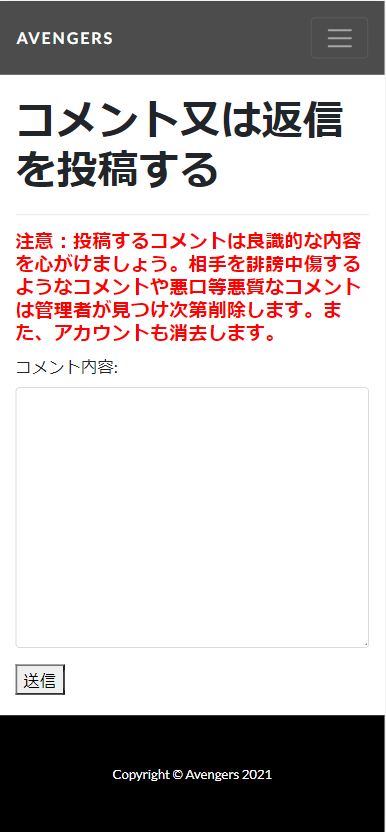 AVENGERS
コメント又は返信
を投稿する
注意：投稿するコメントは良識的な内容
を心がけましょう。相手を誹謗中傷する
ようなコメントや悪口等悪質なコメント
は管理者が見つけ次第削除します。ま
た、アカウントも消去します。
コメント内容:
送信
Copyright © Avengers 2021